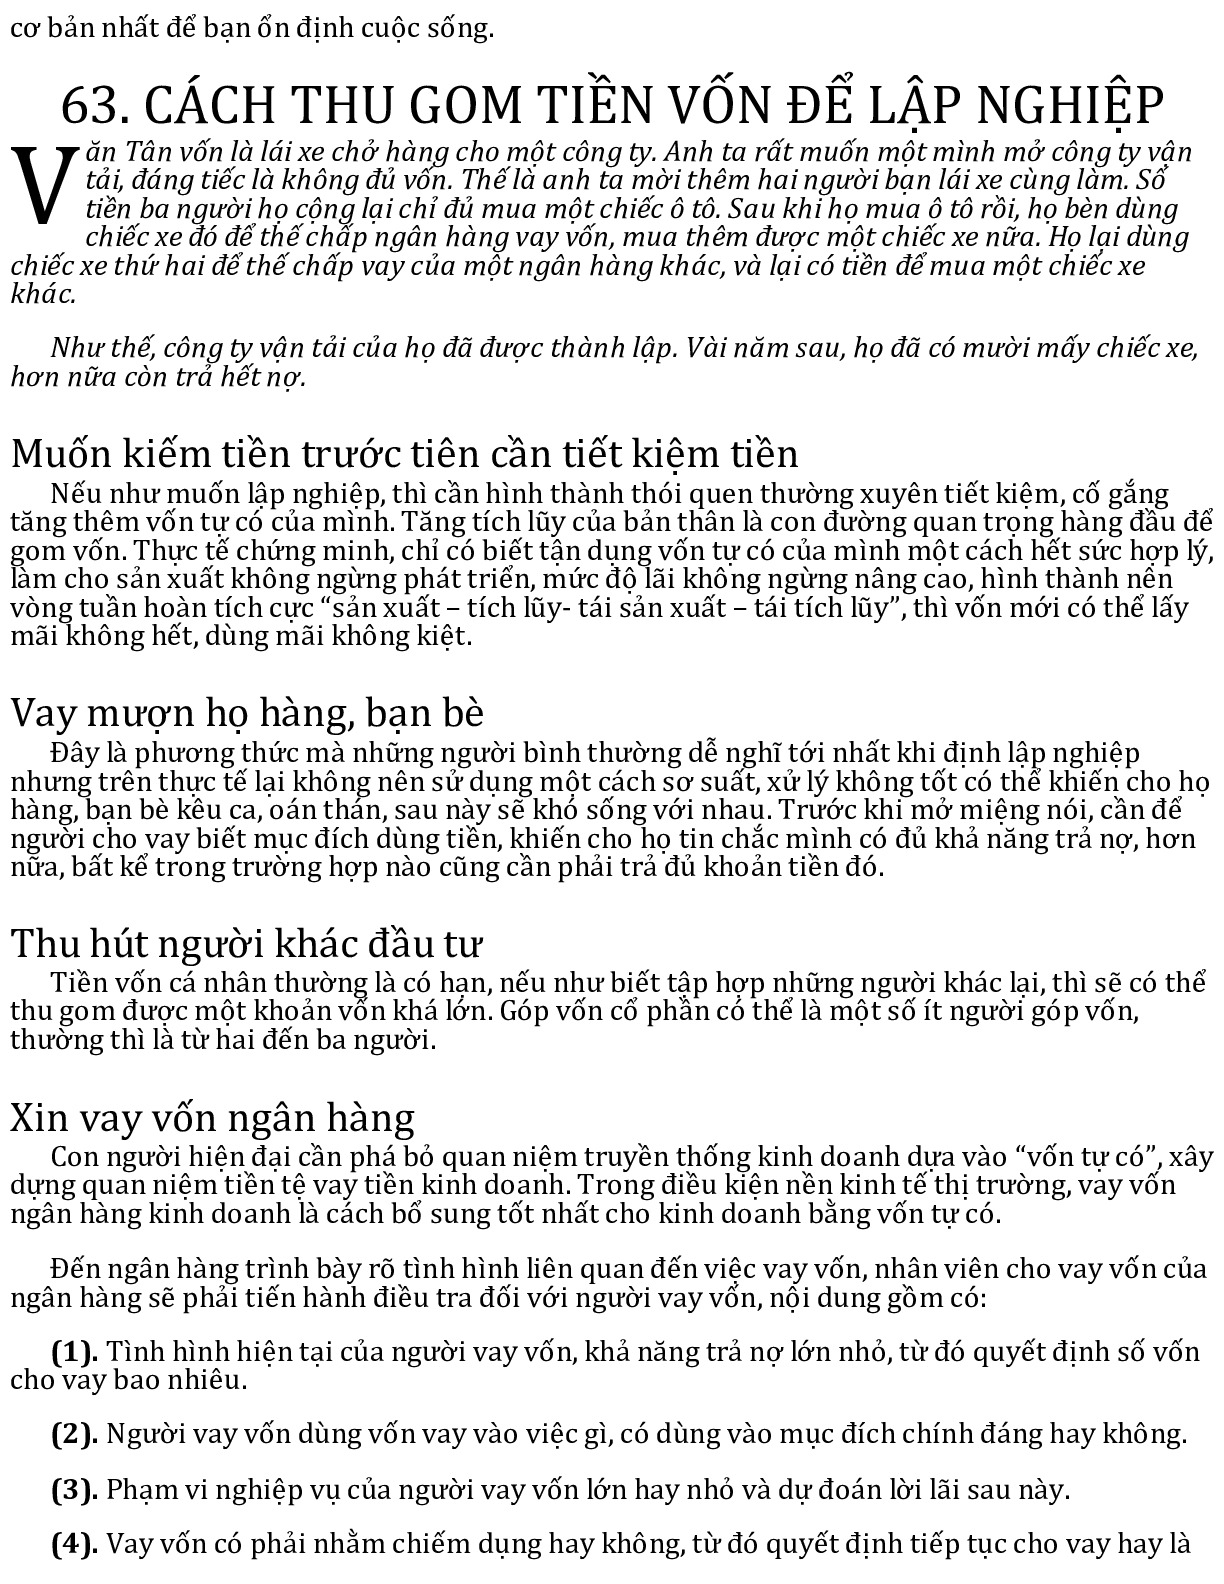 cơ bản nhất để bạn ổn định cuộc sống.
63. CÁCH THU GOM TIỀN VỐN ĐỂ LẬP NGHIỆP
Văn Tân vốn là lái xe chở hàng cho một công ty. Anh ta rất muốn một mình mở công ty vận
tải, đáng tiếc là không đủ vốn. Thế là anh ta mời thêm hai người bạn lái xe cùng làm. Số
tiền ba người họ cộng lại chỉ đủ mua một chiếc ô tô. Sau khi họ mua ô tô rồi, họ bèn dùng
chiếc xe đó để thế chấp ngân hàng vay vốn, mua thêm được một chiếc xe nữa. Họ lại dùng
chiếc xe thứ hai để thế chấp vay của một ngân hàng khác, và lại có tiền để mua một chiếc xe
khác.
Như thế, công ty vận tải của họ đã được thành lập. Vài năm sau, họ đã có mười mấy chiếc xe,
hơn nữa còn trả hết nợ.
Muốn kiếm tiền trước tiên cần tiết kiệm tiền
Nếu như muốn lập nghiệp, thì cần hình thành thói quen thường xuyên tiết kiệm, cố gắng
tăng thêm vốn tự có của mình. Tăng tích lũy của bản thân là con đường quan trọng hàng đầu để
gom vốn. Thực tế chứng minh, chỉ có biết tận dụng vốn tự có của mình một cách hết sức hợp lý,
làm cho sản xuất không ngừng phát triển, mức độ lãi không ngừng nâng cao, hình thành nên
vòng tuần hoàn tích cực “sản xuất – tích lũy- tái sản xuất – tái tích lũy”, thì vốn mới có thể lấy
mãi không hết, dùng mãi không kiệt.
Vay mượn họ hàng, bạn bè
Đây là phương thức mà những người bình thường dễ nghĩ tới nhất khi định lập nghiệp
nhưng trên thực tế lại không nên sử dụng một cách sơ suất, xử lý không tốt có thể khiến cho họ
hàng, bạn bè kêu ca, oán thán, sau này sẽ khó sống với nhau. Trước khi mở miệng nói, cần để
người cho vay biết mục đích dùng tiền, khiến cho họ tin chắc mình có đủ khả năng trả nợ, hơn
nữa, bất kể trong trường hợp nào cũng cần phải trả đủ khoản tiền đó.
Thu hút người khác đầu tư
Tiền vốn cá nhân thường là có hạn, nếu như biết tập hợp những người khác lại, thì sẽ có thể
thu gom được một khoản vốn khá lớn. Góp vốn cổ phần có thể là một số ít người góp vốn,
thường thì là từ hai đến ba người.
Xin vay vốn ngân hàng
Con người hiện đại cần phá bỏ quan niệm truyền thống kinh doanh dựa vào “vốn tự có”, xây
dựng quan niệm tiền tệ vay tiền kinh doanh. Trong điều kiện nền kinh tế thị trường, vay vốn
ngân hàng kinh doanh là cách bổ sung tốt nhất cho kinh doanh bằng vốn tự có.
Đến ngân hàng trình bày rõ tình hình liên quan đến việc vay vốn, nhân viên cho vay vốn của
ngân hàng sẽ phải tiến hành điều tra đối với người vay vốn, nội dung gồm có:
(1). Tình hình hiện tại của người vay vốn, khả năng trả nợ lớn nhỏ, từ đó quyết định số vốn
cho vay bao nhiêu.
(2). Người vay vốn dùng vốn vay vào việc gì, có dùng vào mục đích chính đáng hay không.
(3). Phạm vi nghiệp vụ của người vay vốn lớn hay nhỏ và dự đoán lời lãi sau này.
(4). Vay vốn có phải nhằm chiếm dụng hay không, từ đó quyết định tiếp tục cho vay hay là